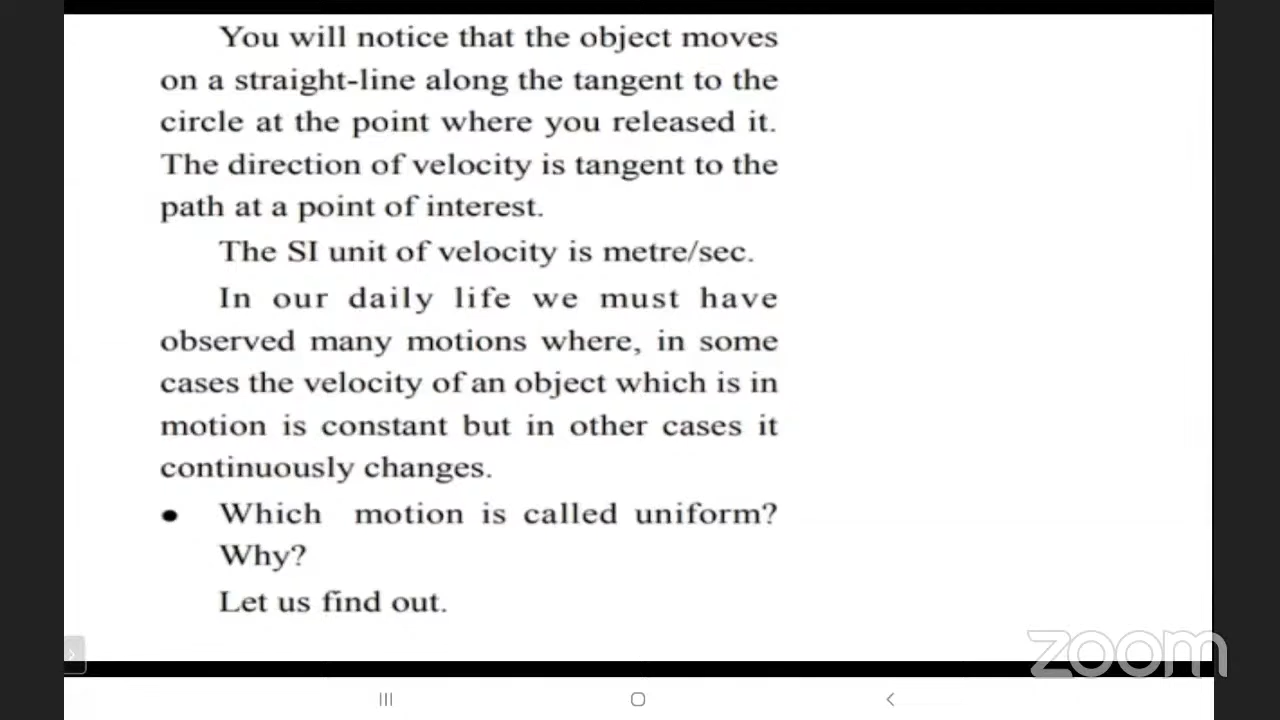 You will notice that the object moves
on a straight-line along the tangent to the
circle at the point where you released it.
The direction of velocity is tangent to the
path at a point of interest.
The SI unit of velocity is metre/sec.
In our daily life we must have
observed many motions where, in some
cases the velocity of an object which is in
motion is constant but in other cases it
continuously changes.
• Which motion is called uniform?
Why?
Let us find out.
zoom